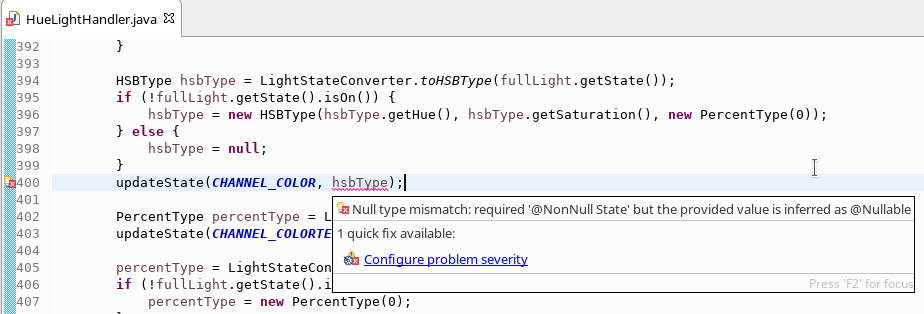 HueLightHandler.java
392 }
393
394 HSBType hsbType = LightStateConverter.toHSBType(fullLight.getState());
395 if (!fullLight.getState().isOn()) {
396 hsbType = new HSBType(hsbType.getHue(), hsbType.getSaturation(), new PercentType(0));
397 } else {
398 hsbType = null;
399 }
400 updateState(CHANNEL_COLOR, hsbType);
401
402 PercentType percentType = L
403 updateState(CHANNEL_COLORTE
404
405 percentType = LightStateCon
406 if (!fullLight.getState().i
407 percentType = new PercentType(0);
Null type mismatch: required '@NonNull State' but the provided value is inferred as @Nullable
1 quick fix available:
Configure problem severity
Press 'F2' for focus